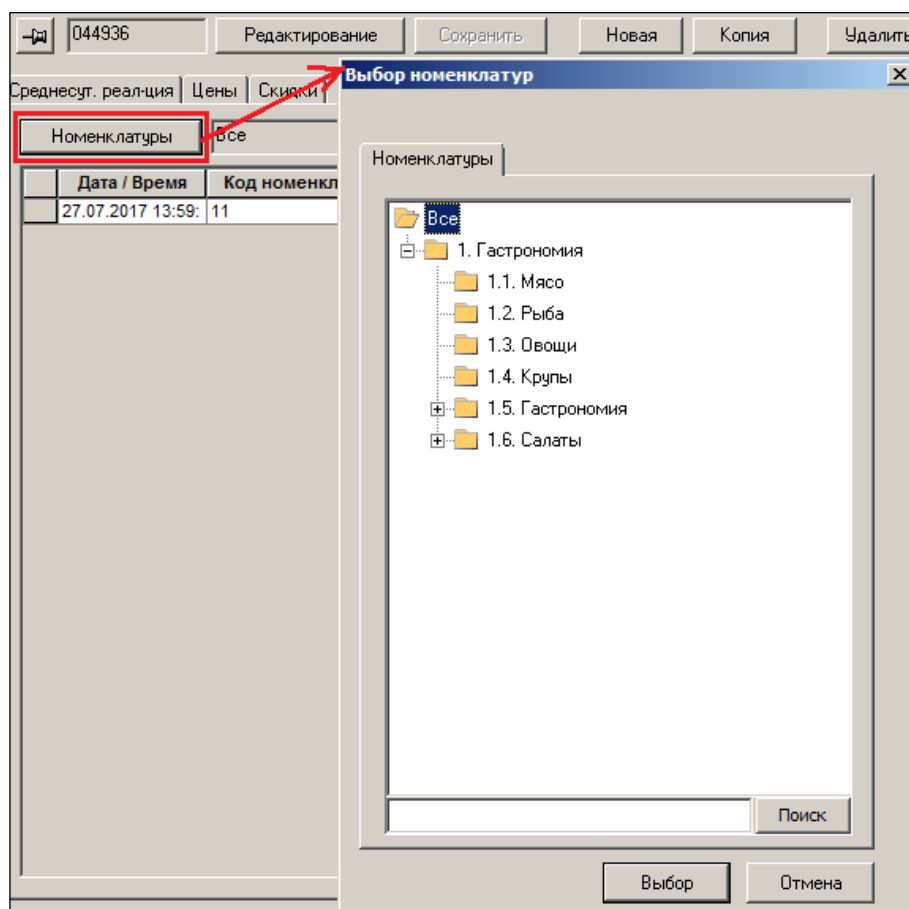 044936 Редактирование Сохранить Новая Копия Удалить
Выбор номенклатур
Среднесут. реал-ция Цены Скидки
Номенклатуры Все
Номенклатуры
Дата / Время Код номенкл
27.07.2017 13:59: 11
Все
1. Гастрономия
1.1. Мясо
1.2. Рыба
1.3. Овощи
1.4. Крупы
1.5. Гастрономия
1.6. Салаты
Поиск
Выбор Отмена